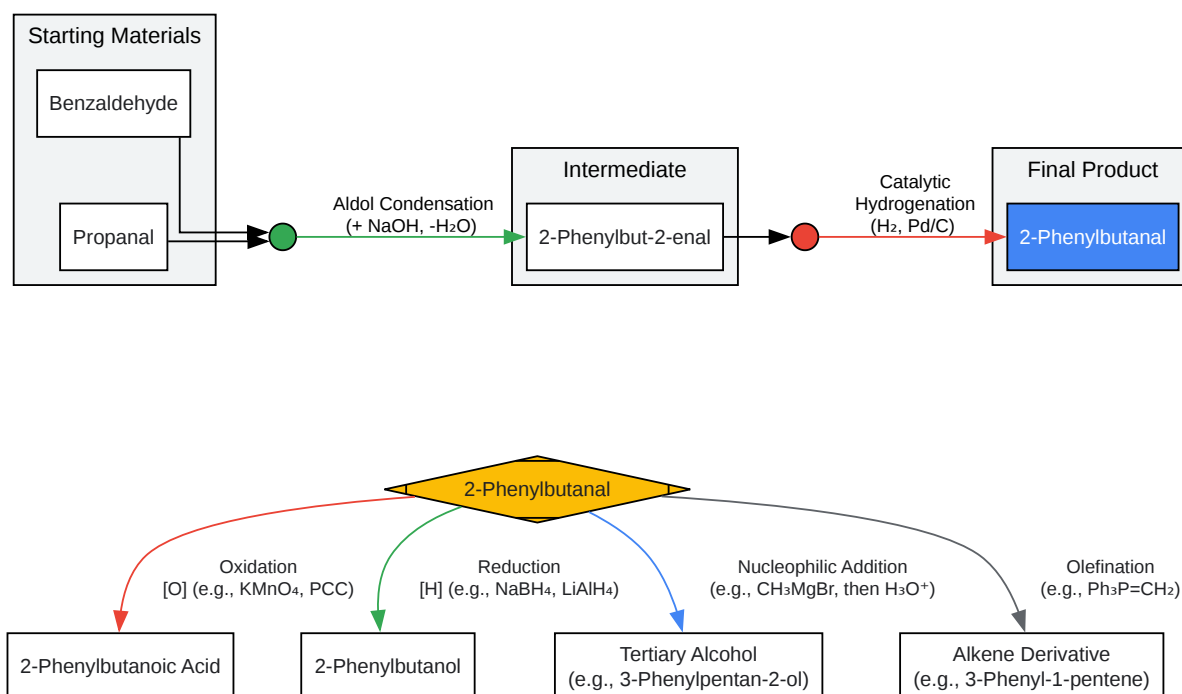 Starting Materials
Benzaldehyde
Propanal
Aldol Condensation
(+ NaOH, -H₂O)
Intermediate
2-Phenylbut-2-enal
Catalytic
Hydrogenation
(H₂, Pd/C)
Final Product
2-Phenylbutanal
2-Phenylbutanal
Oxidation
[O] (e.g., KMnO₄, PCC)
Reduction
[H] (e.g., NaBH₄, LiAlH₄)
Nucleophilic Addition
(e.g., CH₃MgBr, then H₃O⁺)
Olefination
(e.g., Ph₃P=CH₂)
2-Phenylbutanoic Acid
2-Phenylbutanol
Tertiary Alcohol
(e.g., 3-Phenylpentan-2-ol)
Alkene Derivative
(e.g., 3-Phenyl-1-pentene)